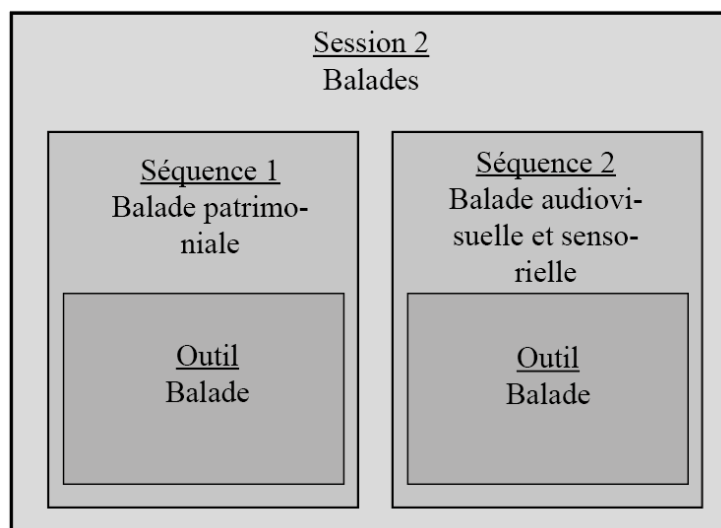 Session 2
Balades
Séquence 1
Balade patrimo-
niale
Outil
Balade
Séquence 2
Balade audiovi-
suelle et senso-
rielle
Outil
Balade